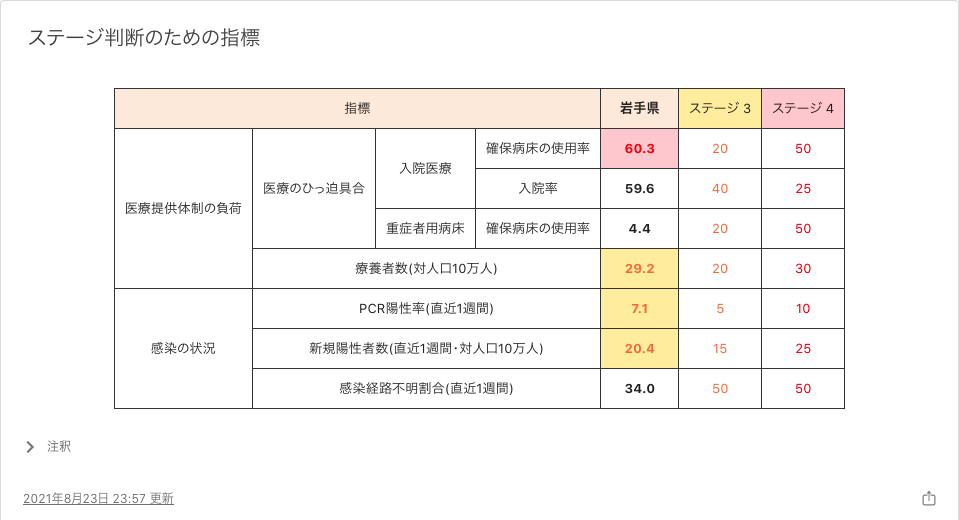 ステージ判断のための指標
指標 岩手県 ステージ 3 ステージ 4
医療提供体制の負荷 医療のひっ迫具合 入院医療 確保病床の使用率 60.3 20 50
入院率 59.6 40 25
重症者用病床 確保病床の使用率 4.4 20 50
療養者数(対人口10万人) 29.2 20 30
感染の状況 PCR陽性率(直近1週間) 7.1 5 10
新規陽性者数(直近1週間・対人口10万人) 20.4 15 25
感染経路不明割合(直近1週間) 34.0 50 50
注釈
2021年8月23日 23:57 更新